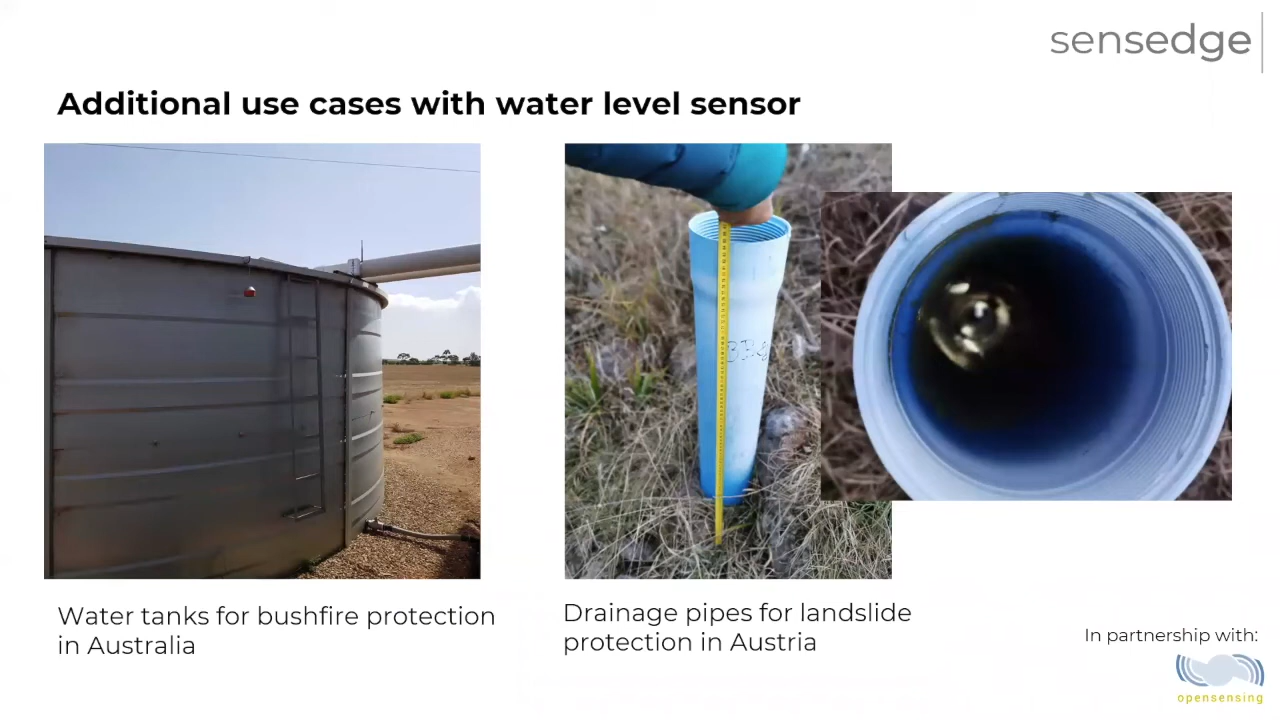 sensedge
Additional use cases with water level sensor
Water tanks for bushfire protection
in Australia
Drainage pipes for landslide
protection in Austria
In partnership with:
opensensing